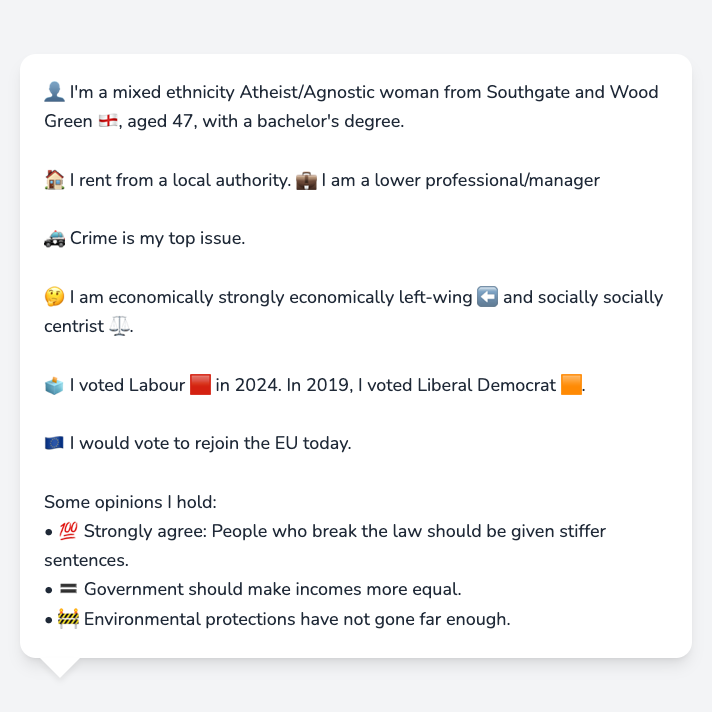 👤 I'm a mixed ethnicity Atheist/Agnostic woman from Southgate and Wood
Green 🏴󠁧󠁢󠁥󠁮󠁧󠁿, aged 47, with a bachelor's degree.
🏠 I rent from a local authority. 💼 I am a lower professional/manager
🚓 Crime is my top issue.
🤔 I am economically strongly economically left-wing ⬅️ and socially socially
centrist ⚖️.
🗳️ I voted Labour 🟥 in 2024. In 2019, I voted Liberal Democrat 🟧.
🇪🇺 I would vote to rejoin the EU today.
Some opinions I hold:
• 💯 Strongly agree: People who break the law should be given stiffer
sentences.
• 🟰 Government should make incomes more equal.
• 🚧 Environmental protections have not gone far enough.